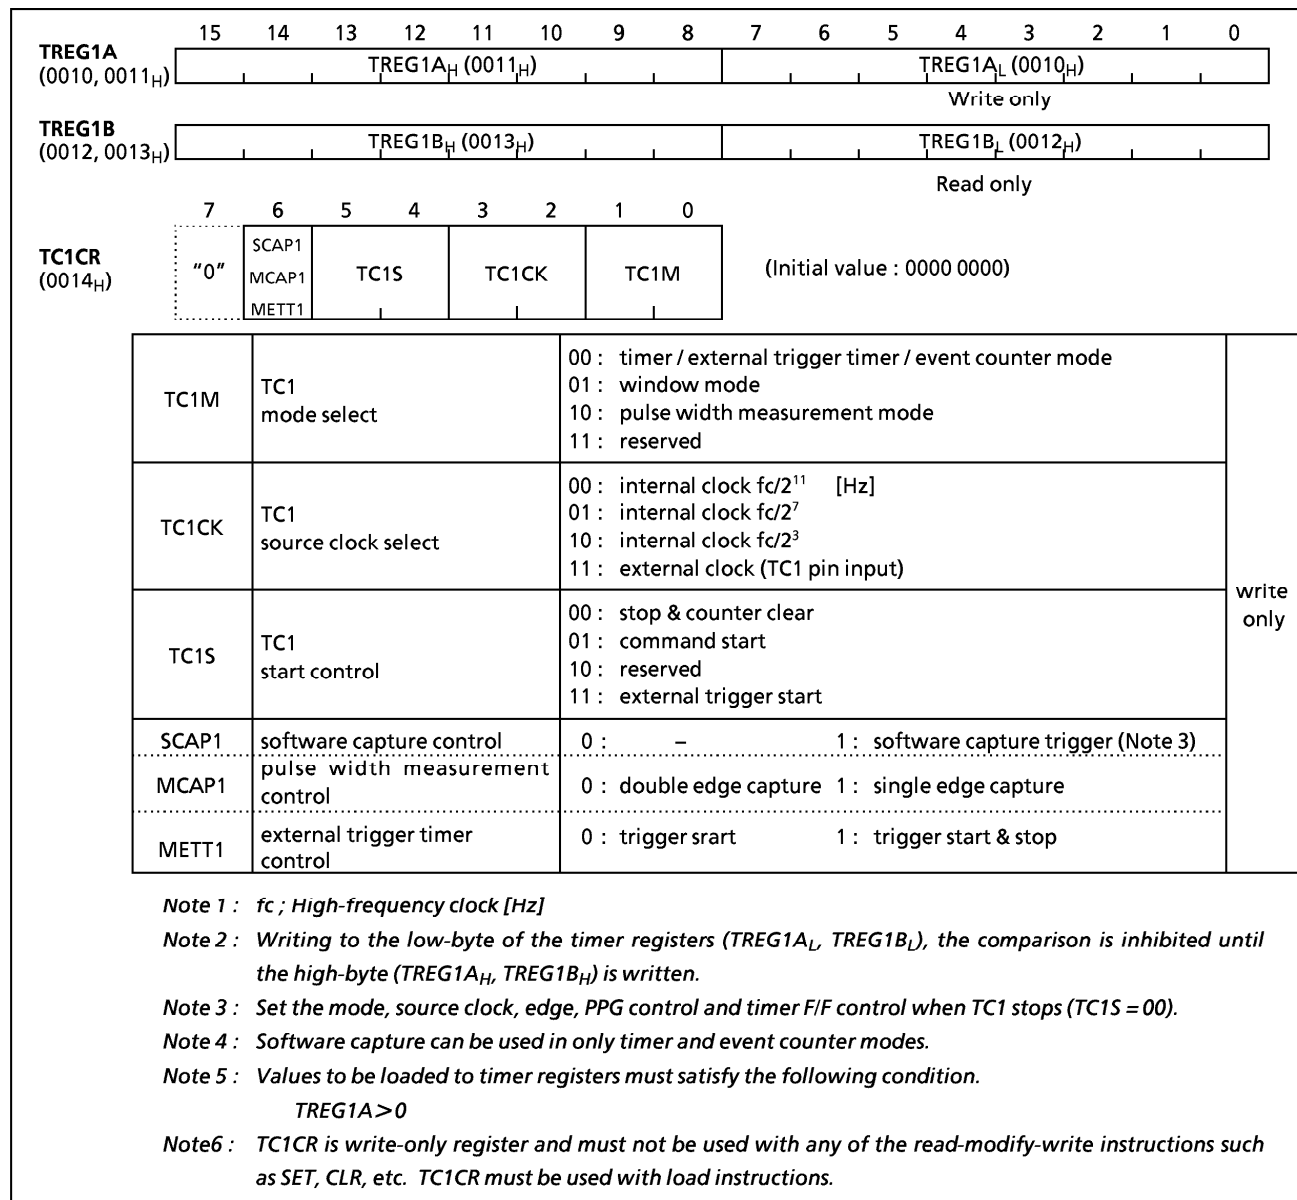 15 14 13 12 11 10 9 8 7 6 5 4 3 2 1 0
TREG1A
(0010, 0011H) TREG1AH (0011H) TREG1AL (0010H)
Write only
TREG1B
(0012, 0013H) TREG1BH (0013H) TREG1BL (0012H)
Read only
7 6 5 4 3 2 1 0
TC1CR
(0014H)
"0"
SCAP1
MCAP1
METT1
TC1S TC1CK TC1M (Initial value : 0000 0000)
TC1M
TC1
mode select
00 : timer / external trigger timer / event counter mode
01 : window mode
10 : pulse width measurement mode
11 : reserved
TC1CK
TC1
source clock select
00 : internal clock fc/2¹¹ [Hz]
01 : internal clock fc/2⁷
10 : internal clock fc/2³
11 : external clock (TC1 pin input)
TC1S
TC1
start control
00 : stop & counter clear
01 : command start
10 : reserved
11 : external trigger start
SCAP1 software capture control 0 : – 1 : software capture trigger (Note 3)
MCAP1
pulse width measurement
control
0 : double edge capture 1 : single edge capture
METT1
external trigger timer
control
0 : trigger srart 1 : trigger start & stop
write
only
Note 1 : fc ; High-frequency clock [Hz]
Note 2 : Writing to the low-byte of the timer registers (TREG1AL, TREG1BL), the comparison is inhibited until
the high-byte (TREG1AH, TREG1BH) is written.
Note 3 : Set the mode, source clock, edge, PPG control and timer F/F control when TC1 stops (TC1S = 00).
Note 4 : Software capture can be used in only timer and event counter modes.
Note 5 : Values to be loaded to timer registers must satisfy the following condition.
TREG1A>0
Note6 : TC1CR is write-only register and must not be used with any of the read-modify-write instructions such
as SET, CLR, etc. TC1CR must be used with load instructions.